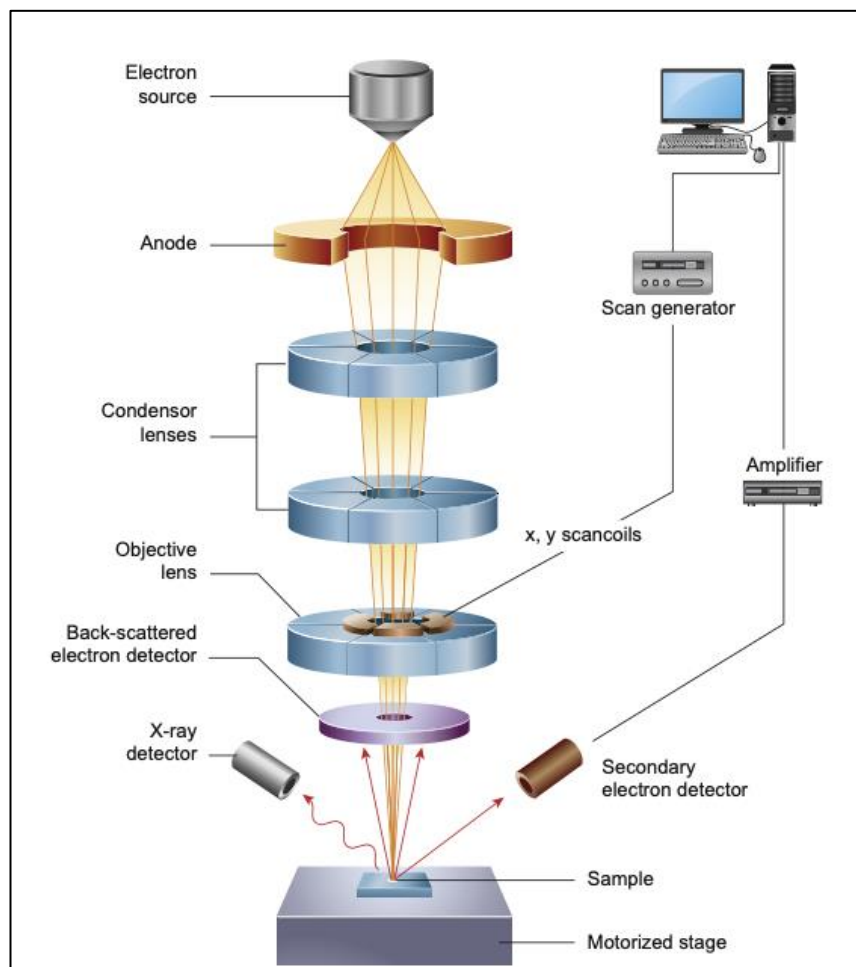 Electron
source
Anode
Scan generator
Condensor
lenses
Amplifier
x, y scancoils
Objective
lens
Back-scattered
electron detector
X-ray
detector
Secondary
electron detector
Sample
Motorized stage